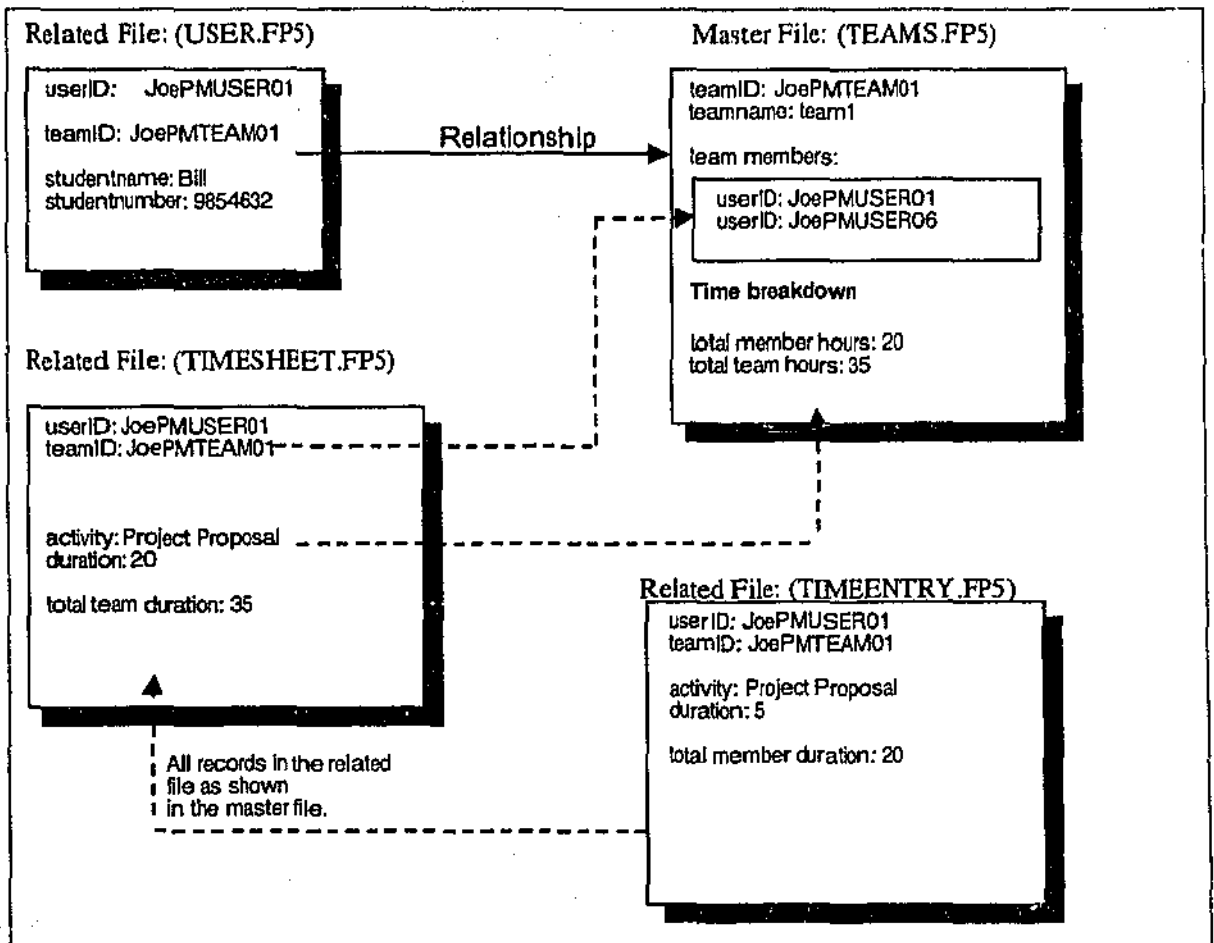 Related File: (USER.FP5)
userID: JoePMUSER01
teamID: JoePMTEAM01
studentname: Bill
studentnumber: 9854632
Relationship
Master File: (TEAMS.FP5)
teamID: JoePMTEAM01
teamname: team1
team members:
userID: JoePMUSER01
userID: JoePMUSER06
Time breakdown
total member hours: 20
total team hours: 35
Related File: (TIMESHEET.FP5)
userID: JoePMUSER01
teamID: JoePMTEAM01
activity: Project Proposal
duration: 20
total team duration: 35
All records in the related
file as shown
in the master file.
Related File: (TIMEENTRY.FP5)
userID: JoePMUSER01
teamID: JoePMTEAM01
activity: Project Proposal
duration: 5
total member duration: 20